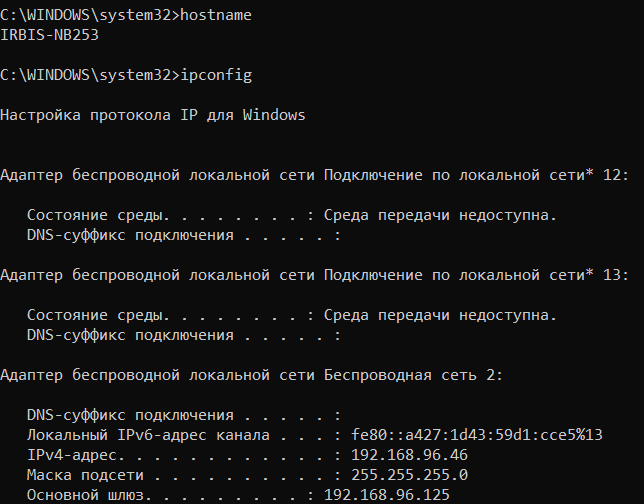 C:\WINDOWS\system32>hostname
IRBIS-NB253
C:\WINDOWS\system32>ipconfig
Настройка протокола IP для Windows
Адаптер беспроводной локальной сети Подключение по локальной сети* 12:
Состояние среды. . . . . . . . : Среда передачи недоступна.
DNS-суффикс подключения . . . . . :
Адаптер беспроводной локальной сети Подключение по локальной сети* 13:
Состояние среды. . . . . . . . : Среда передачи недоступна.
DNS-суффикс подключения . . . . . :
Адаптер беспроводной локальной сети Беспроводная сеть 2:
DNS-суффикс подключения . . . . . :
Локальный IPv6-адрес канала . . . : fe80::a427:1d43:59d1:cce5%13
IPv4-адрес. . . . . . . . . . . . : 192.168.96.46
Маска подсети . . . . . . . . . . : 255.255.255.0
Основной шлюз. . . . . . . . . : 192.168.96.125